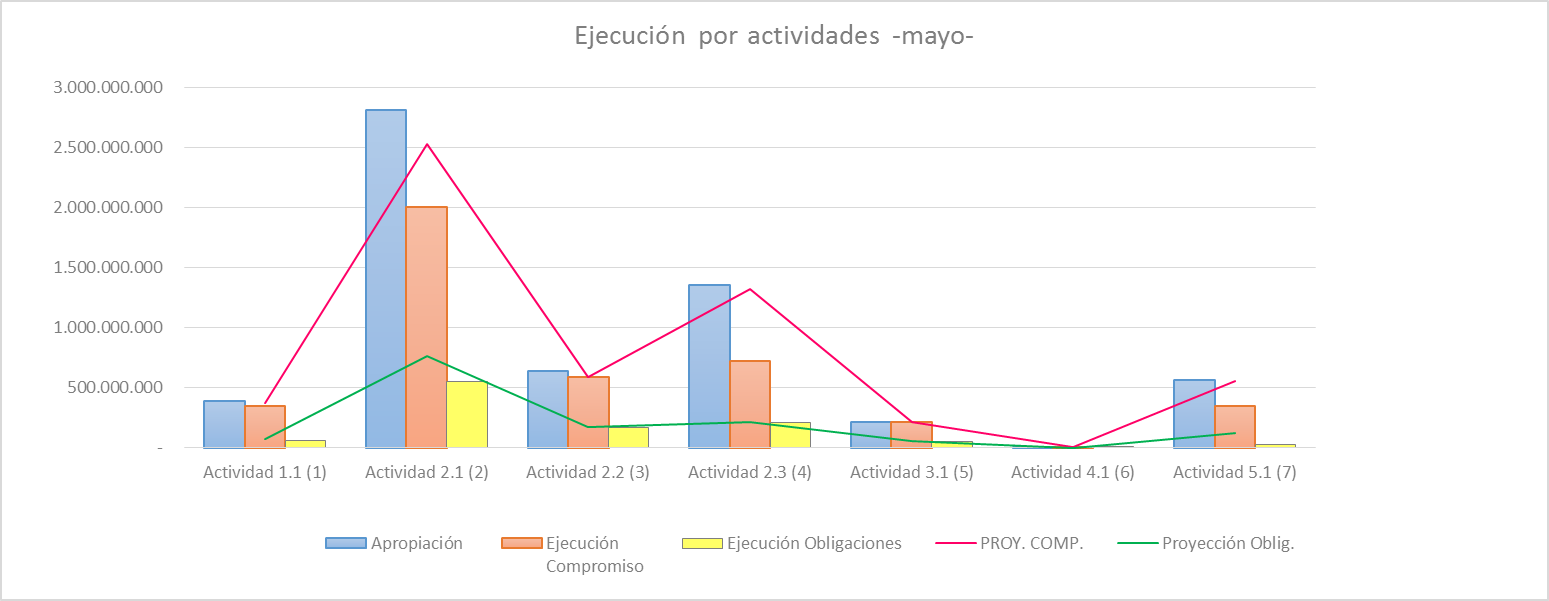 Ejecución por actividades -mayo-
3.000.000.000
2.500.000.000
2.000.000.000
1.500.000.000
1.000.000.000
500.000.000
-
Actividad 1.1 (1) Actividad 2.1 (2) Actividad 2.2 (3) Actividad 2.3 (4) Actividad 3.1 (5) Actividad 4.1 (6) Actividad 5.1 (7)
Apropiación Ejecución Ejecución Obligaciones PROY. COMP. Proyección Oblig.
Compromiso